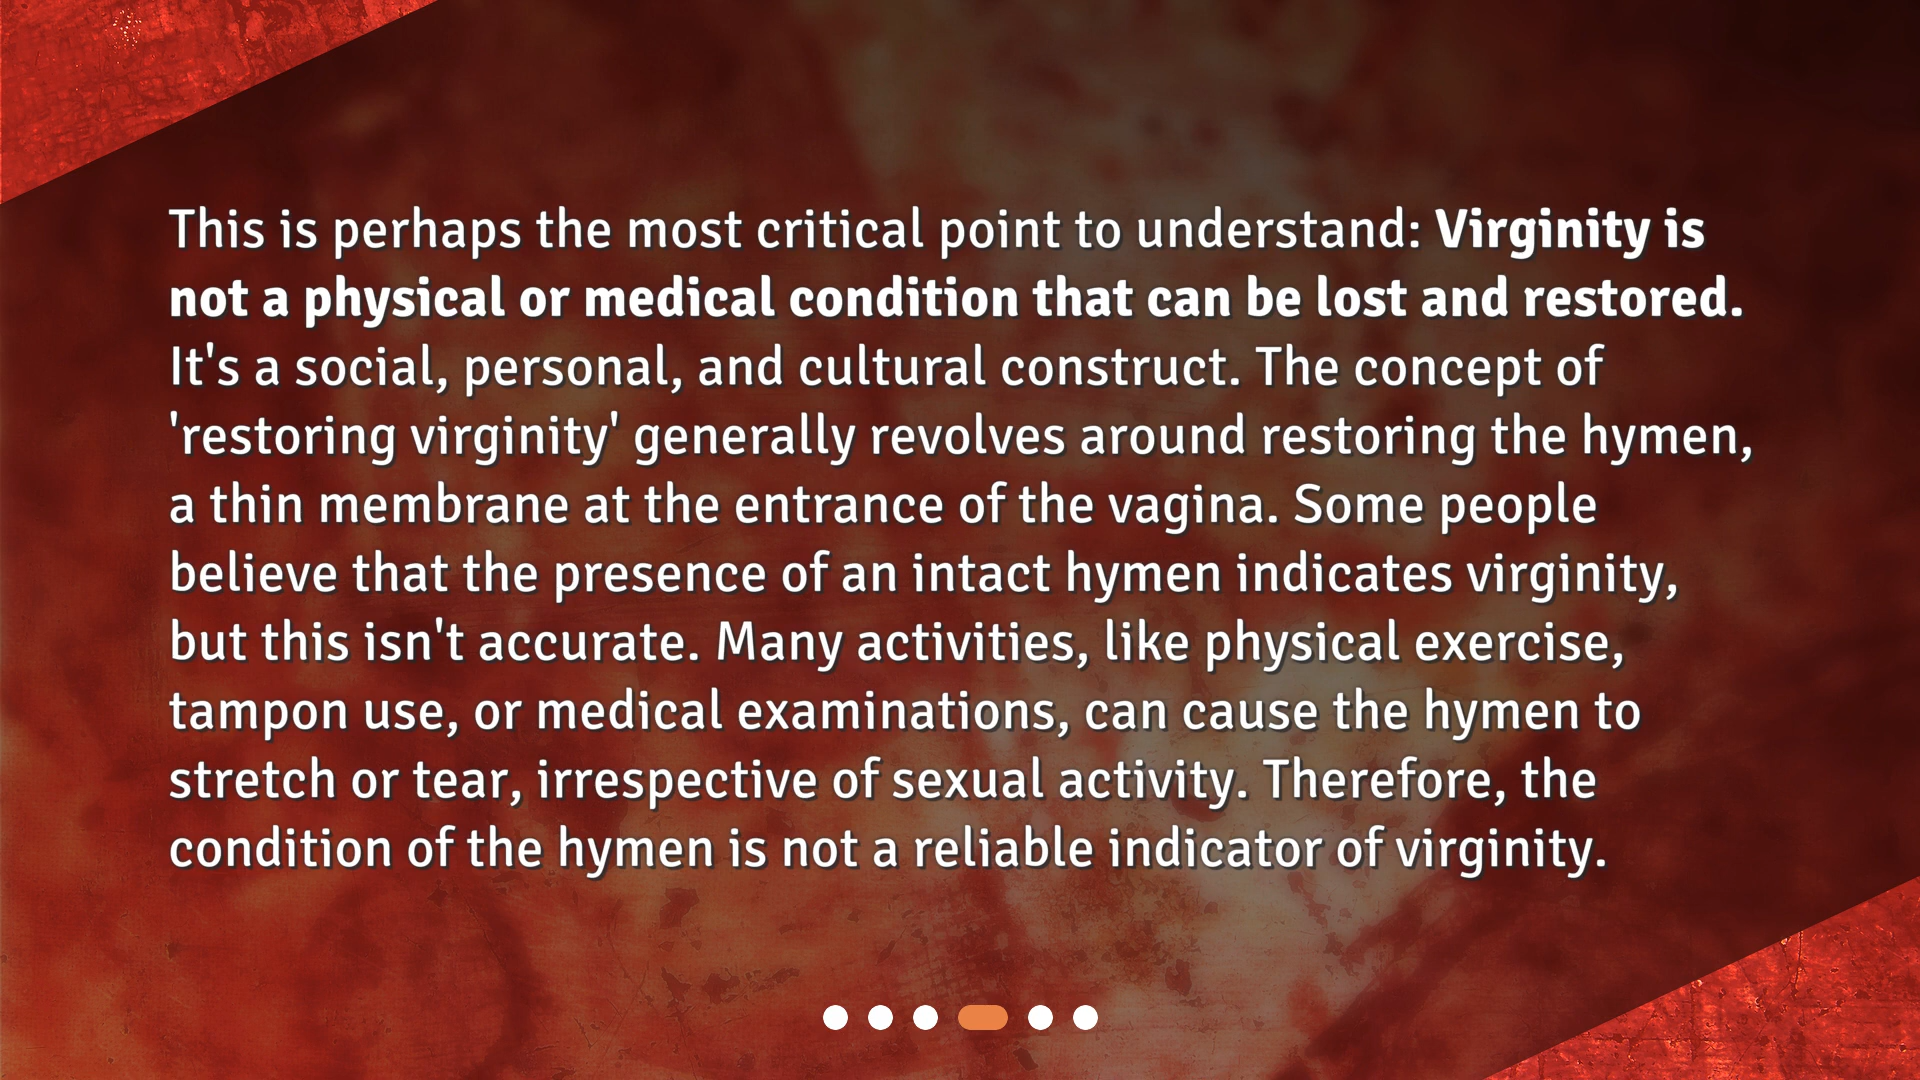 This is perhaps the most critical point to understand: Virginity is
not a physical or medical condition that can be lost and restored.
It's a social, personal, and cultural construct. The concept of
'restoring virginity' generally revolves around restoring the hymen,
a thin membrane at the entrance of the vagina. Some people
believe that the presence of an intact hymen indicates virginity,
but this isn't accurate. Many activities, like physical exercise,
tampon use, or medical examinations, can cause the hymen to
stretch or tear, irrespective of sexual activity. Therefore, the
condition of the hymen is not a reliable indicator of virginity.